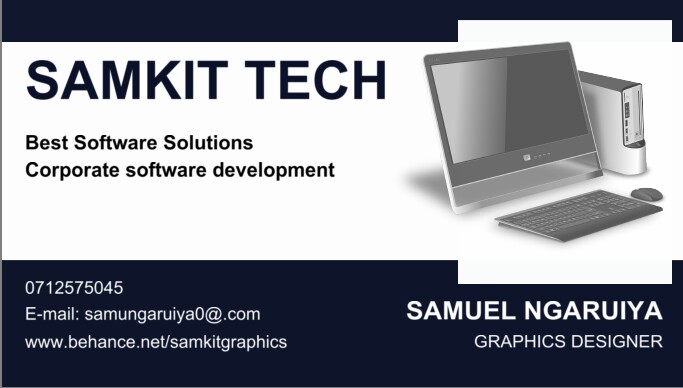 SAMKIT TECH
Best Software Solutions
Corporate software development
0712575045
E-mail: samungaruiya0@.com
www.behance.net/samkitgraphics
SAMUEL NGARUIYA
GRAPHICS DESIGNER